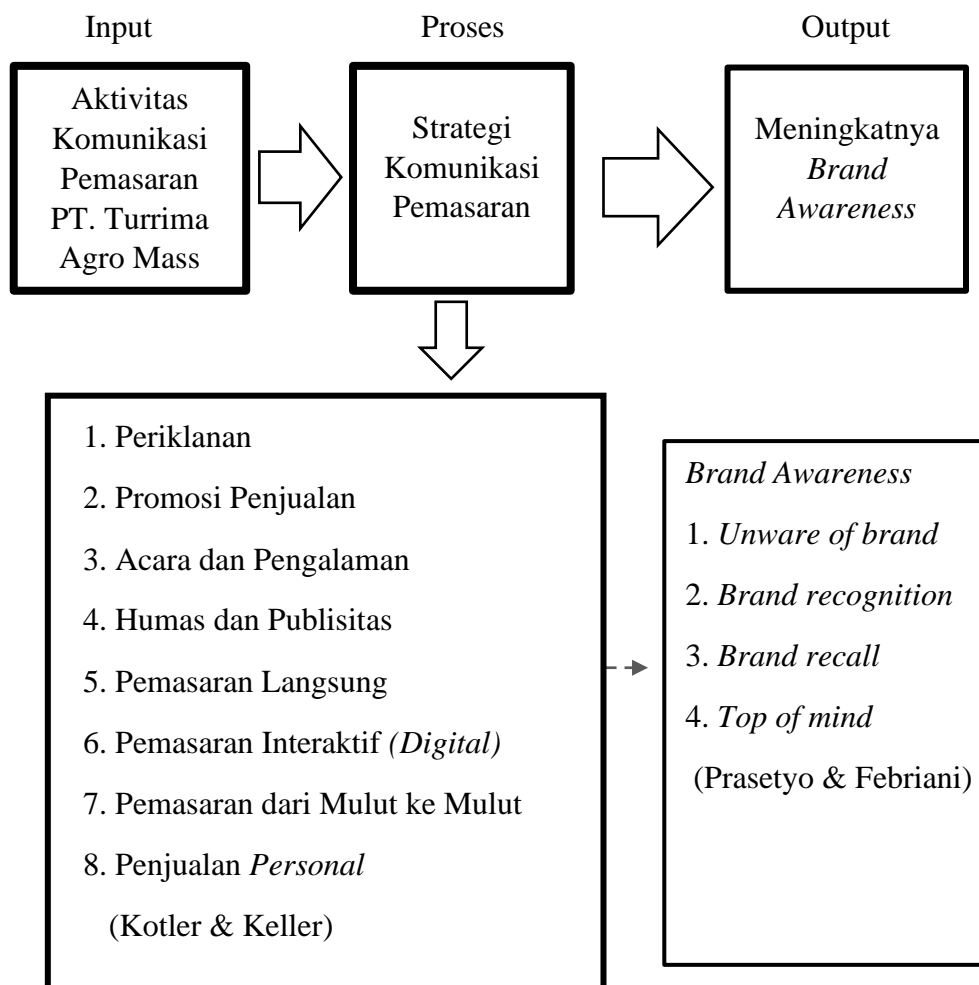 Input
Proses
Output
Aktivitas
Komunikasi
Pemasaran
PT. Turrima
Agro Mass
Strategi
Komunikasi
Pemasaran
Meningkatnya
Brand
Awareness
1. Periklanan
2. Promosi Penjualan
3. Acara dan Pengalaman
4. Humas dan Publisitas
5. Pemasaran Langsung
6. Pemasaran Interaktif (Digital)
7. Pemasaran dari Mulut ke Mulut
8. Penjualan Personal
(Kotler & Keller)
Brand Awareness
1. Unware of brand
2. Brand recognition
3. Brand recall
4. Top of mind
(Prasetyo & Febriani)